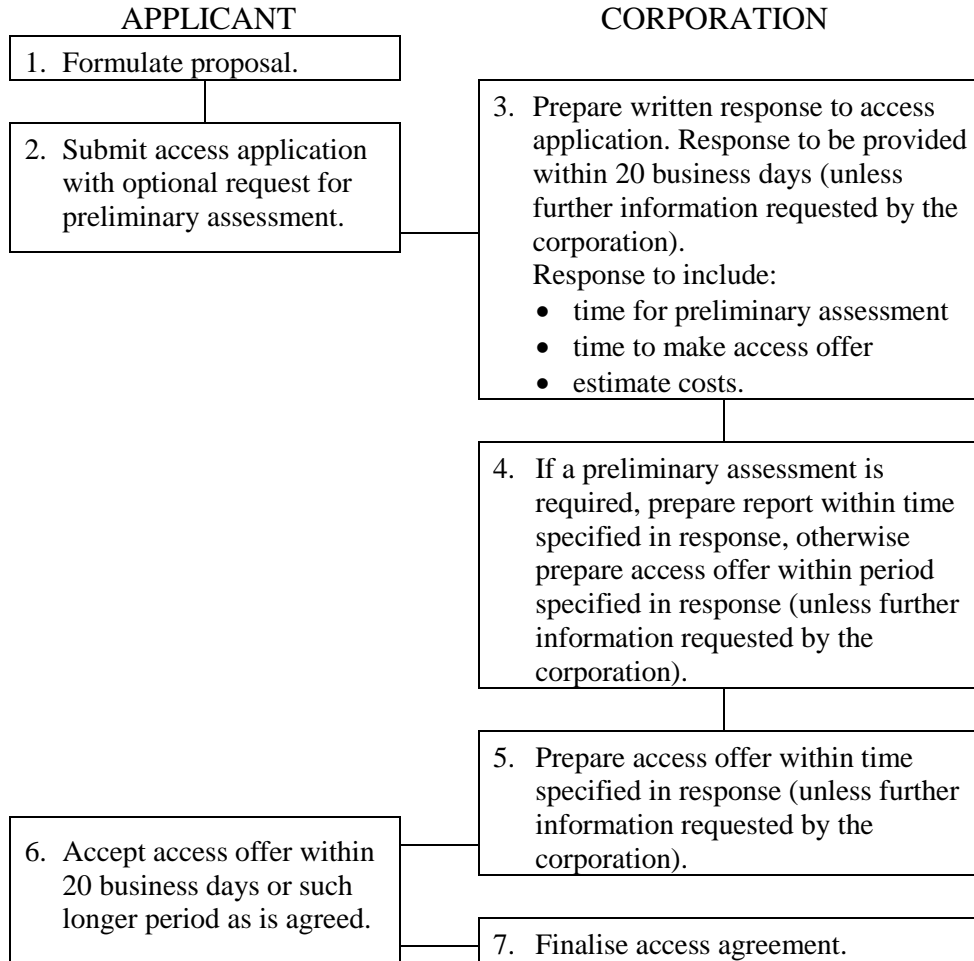 APPLICANT
CORPORATION
1. Formulate proposal.
2. Submit access application
with optional request for
preliminary assessment.
3. Prepare written response to access
application. Response to be provided
within 20 business days (unless
further information requested by the
corporation).
Response to include:
• time for preliminary assessment
• time to make access offer
• estimate costs.
4. If a preliminary assessment is
required, prepare report within time
specified in response, otherwise
prepare access offer within period
specified in response (unless further
information requested by the
corporation).
5. Prepare access offer within time
specified in response (unless further
information requested by the
corporation).
6. Accept access offer within
20 business days or such
longer period as is agreed.
7. Finalise access agreement.